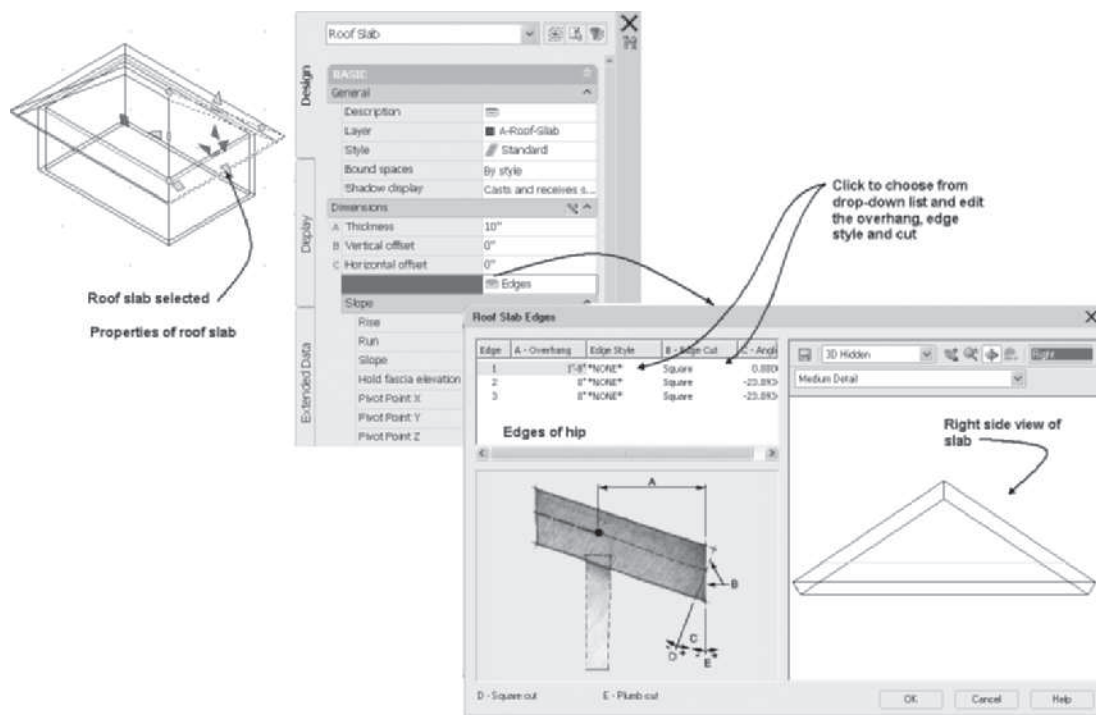 Roof Slab
Design
Display
Extended Data
BASIC
General
Description
Layer A-Roof-Slab
Style Standard
Bound spaces By style
Shadow display Casts and receives s...
Dimensions
A Thickness 10"
B Vertical offset 0"
C Horizontal offset 0"
Edges
Slope
Rise
Run
Slope
Hold fascia elevation
Pivot Point X
Pivot Point Y
Pivot Point Z
Roof slab selected
Properties of roof slab
Click to choose from
drop-down list and edit
the overhang, edge
style and cut
Roof Slab Edges
Edge A - Overhang Edge Style B - Edge Cut C - Angl
1 1'-8" *NONE* Square
2 0" *NONE* Square
3 0" *NONE* Square
Edges of hip
3D Hidden Right
Medium Detail
Right side view of
slab
A
B
C
D
E
D - Square cut E - Plumb cut
OK Cancel Help